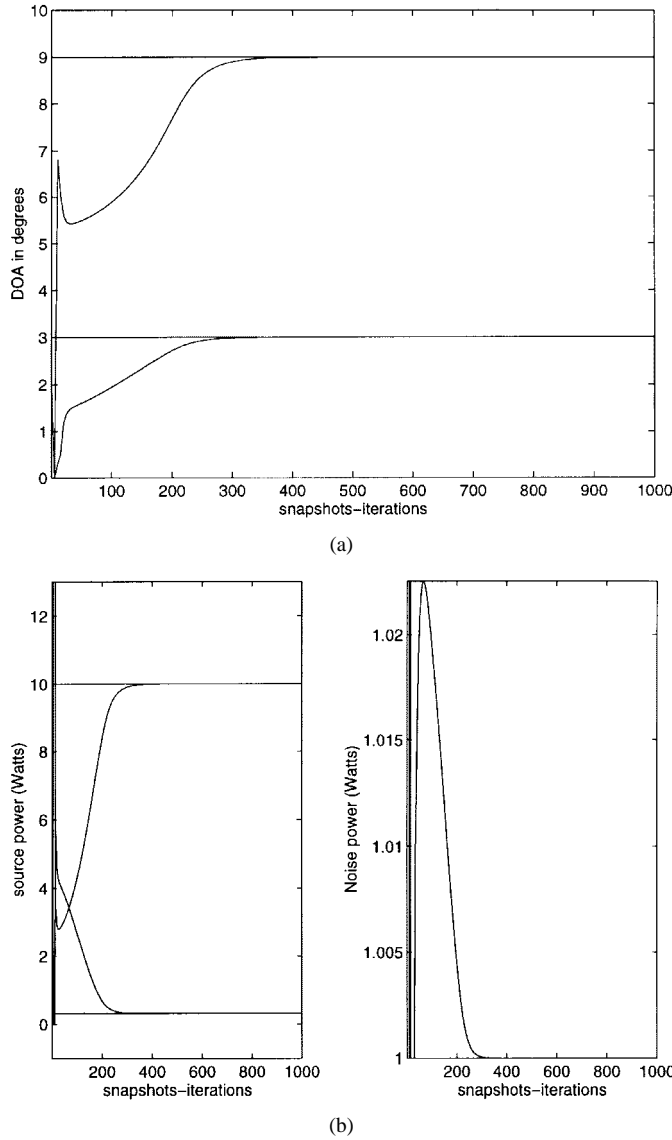 10
9
8
7
6
5
4
3
2
1
0
DOA in degrees
100 200 300 400 500 600 700 800 900 1000
snapshots-iterations
(a)
12
10
8
6
4
2
0
source power (Watts)
200 400 600 800 1000
snapshots-iterations
1.02
1.015
1.01
1.005
1
Noise power (Watts)
200 400 600 800 1000
snapshots-iterations
(b)